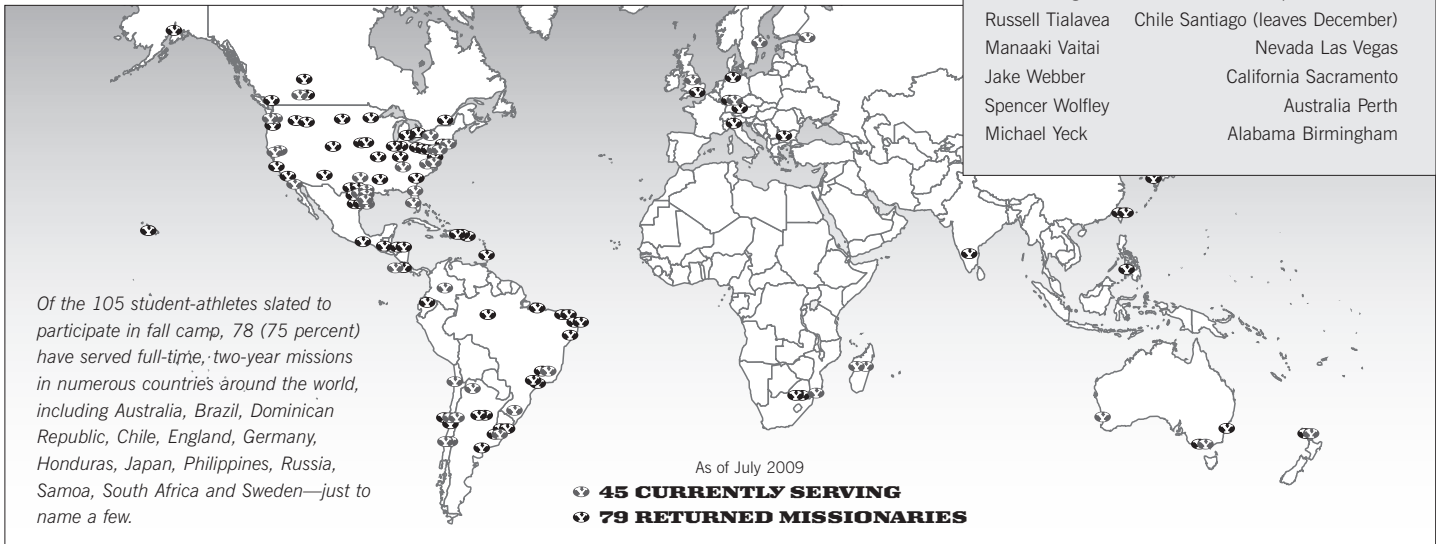 Russell Tialavea Chile Santiago (leaves December)
Manaaki Vaitai Nevada Las Vegas
Jake Webber California Sacramento
Spencer Wolfley Australia Perth
Michael Yeck Alabama Birmingham
Of the 105 student-athletes slated to
participate in fall camp, 78 (75 percent)
have served full-time, two-year missions
in numerous countries around the world,
including Australia, Brazil, Dominican
Republic, Chile, England, Germany,
Honduras, Japan, Philippines, Russia,
Samoa, South Africa and Sweden—just to
name a few.
As of July 2009
45 CURRENTLY SERVING
79 RETURNED MISSIONARIES